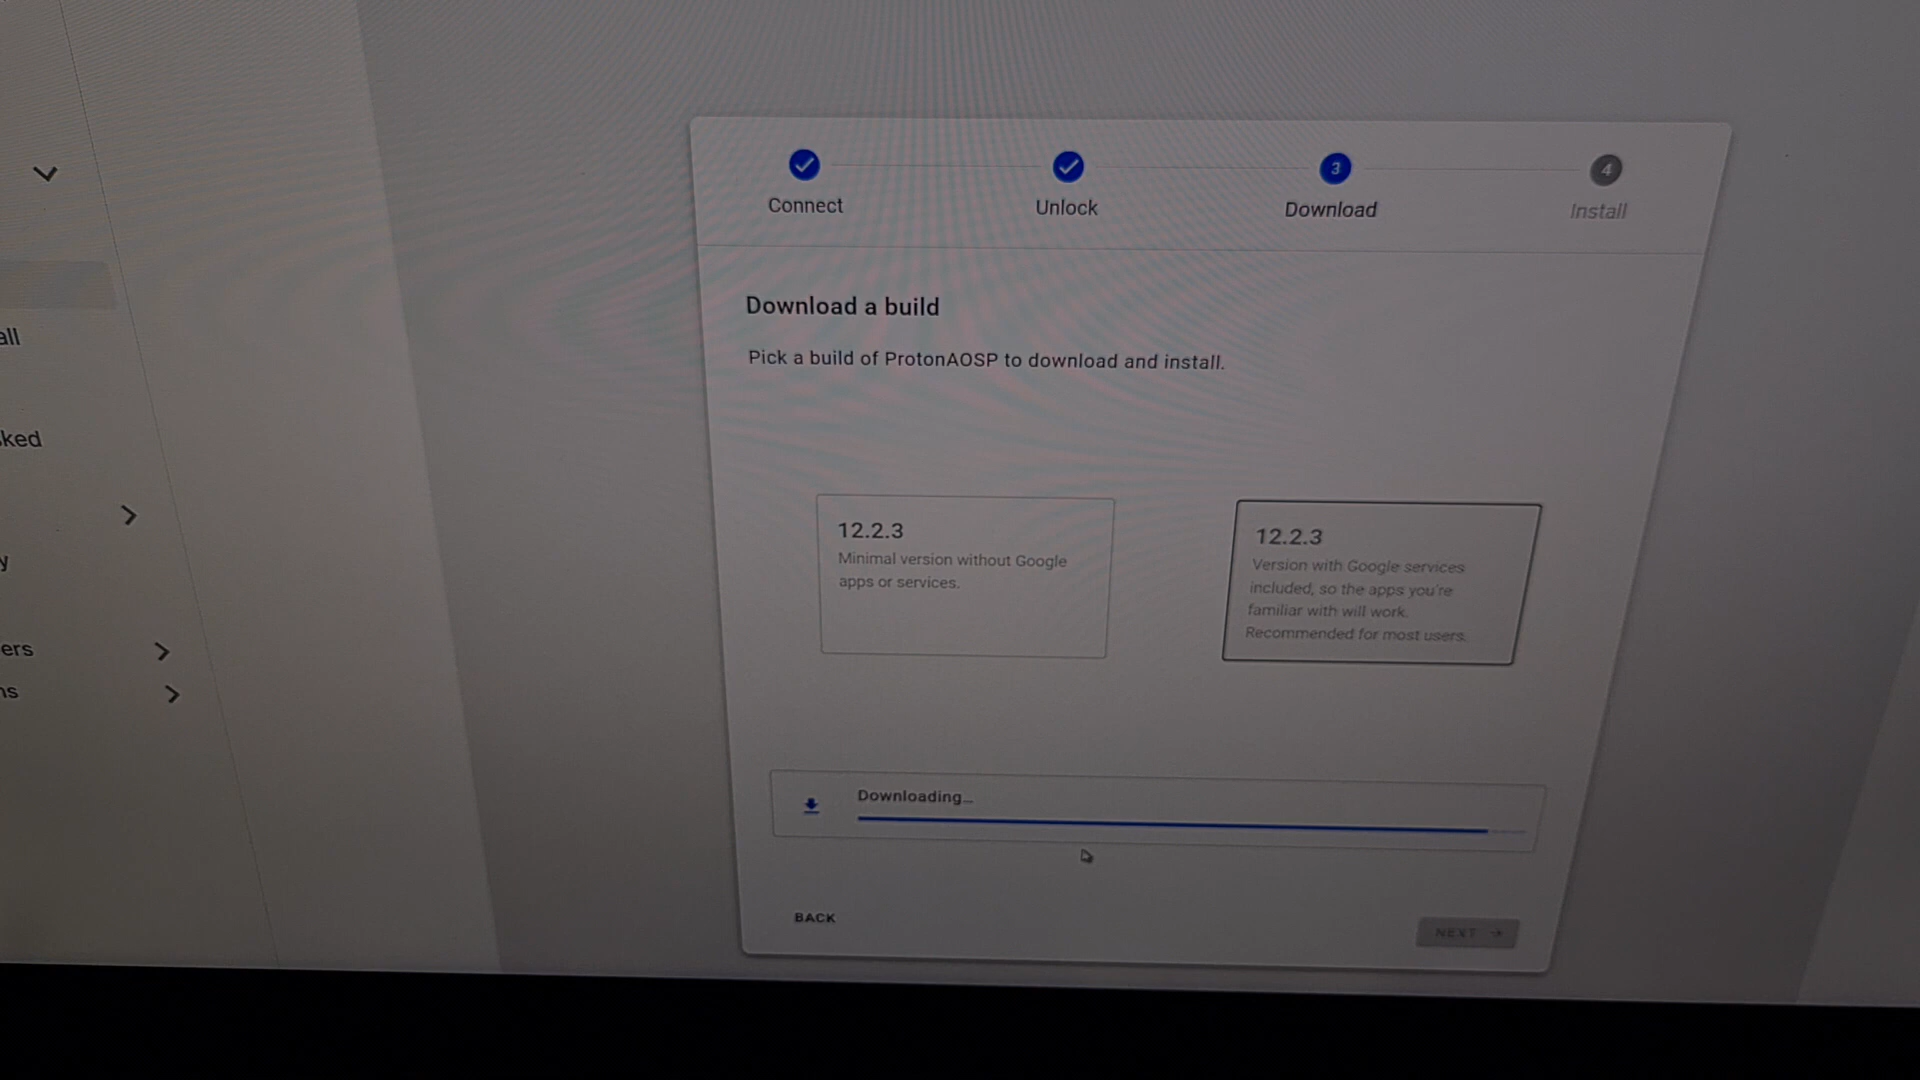 all
ked
y
ers
ns
3
4
Connect
Unlock
Download
Install
Download a build
Pick a build of ProtonAOSP to download and install.
12.2.3
Minimal version without Google
apps or services.
12.2.3
Version with Google services
included, so the apps you're
familiar with will work.
Recommended for most users.
Downloading...
BACK
NEXT